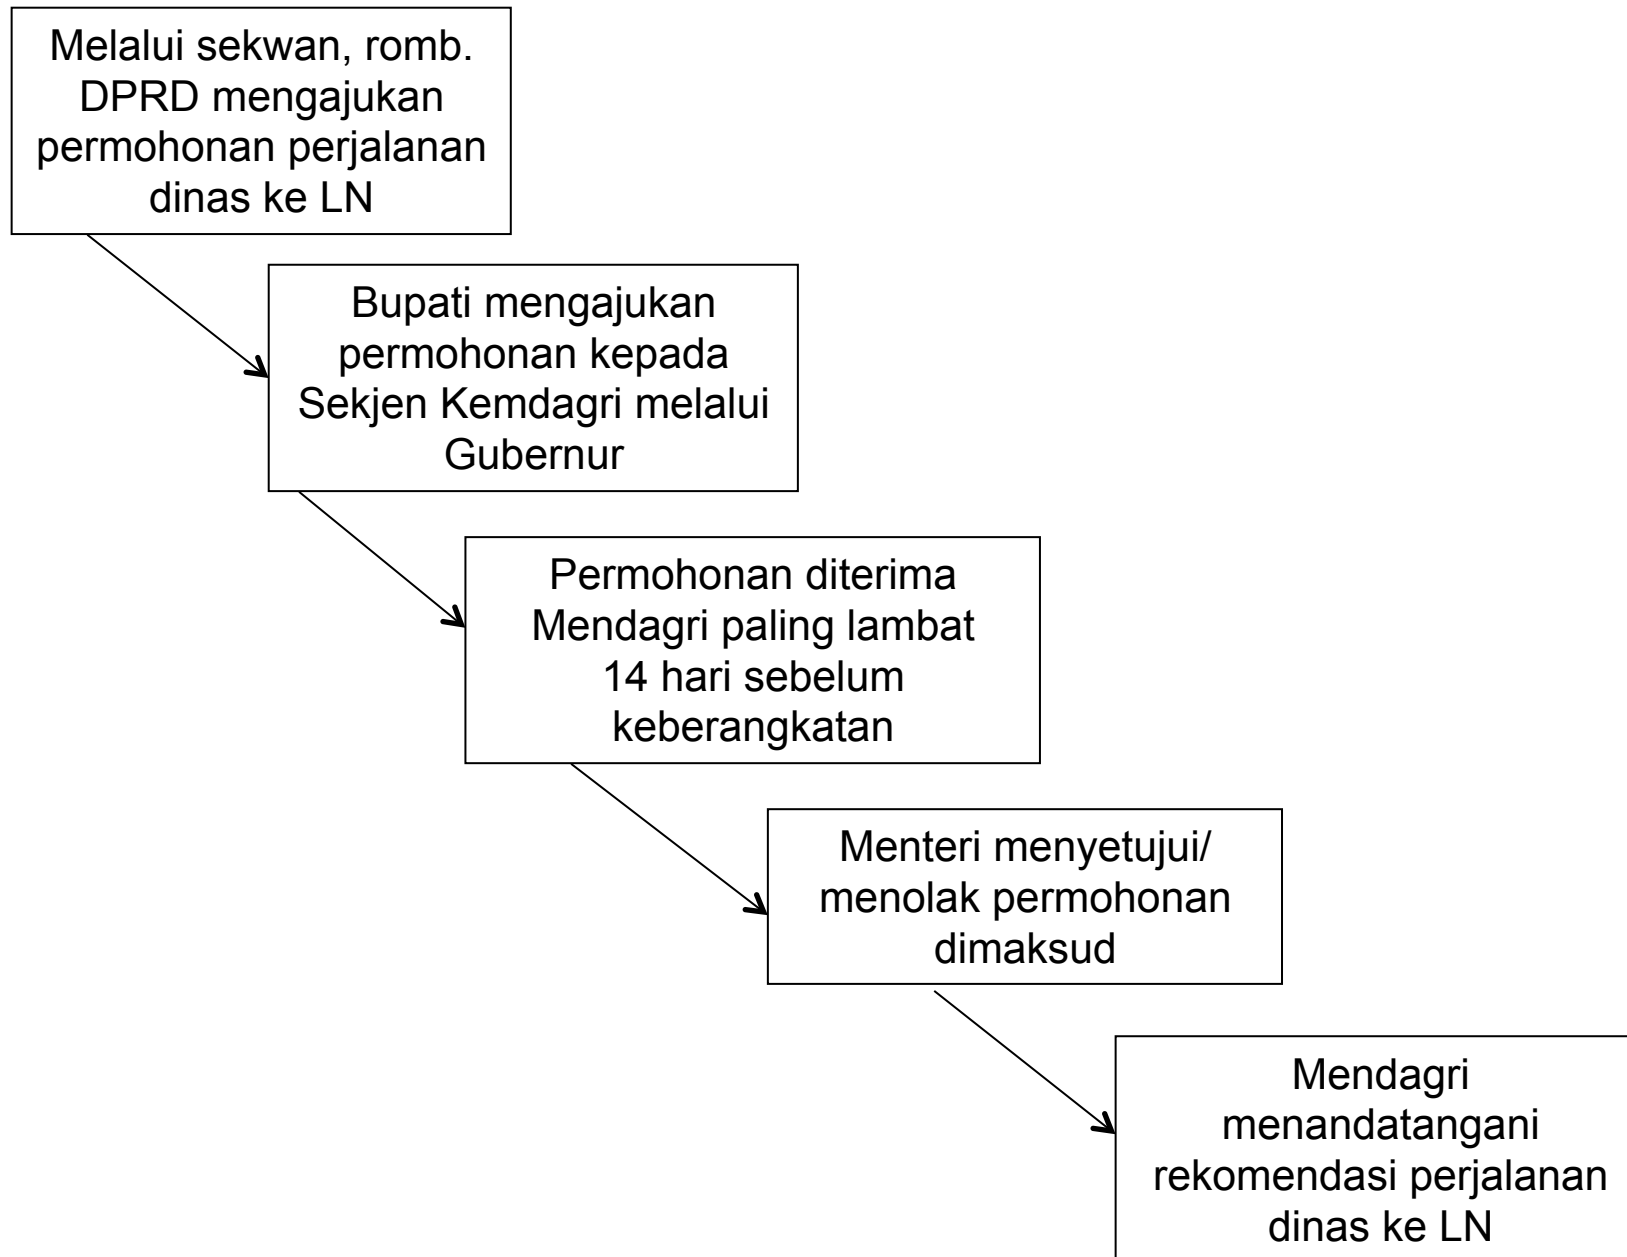 Melalui sekwan, romb.
DPRD mengajukan
permohonan perjalanan
dinas ke LN
Bupati mengajukan
permohonan kepada
Sekjen Kemdagri melalui
Gubernur
Permohonan diterima
Mendagri paling lambat
14 hari sebelum
keberangkatan
Menteri menyetujui/
menolak permohonan
dimaksud
Mendagri
menandatangani
rekomendasi perjalanan
dinas ke LN